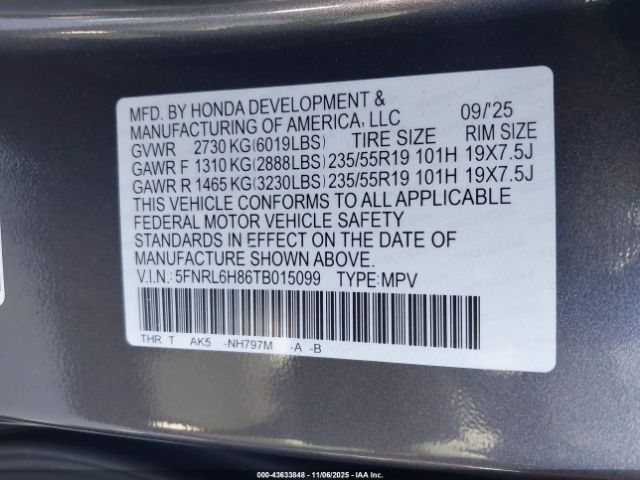 MFD. BY HONDA DEVELOPMENT &
MANUFACTURING OF AMERICA, LLC 09/'25
GVWR 2730 KG(6019LBS) TIRE SIZE RIM SIZE
GAWR F 1310 KG(2888LBS) 235/55R19 101H 19X7.5J
GAWR R 1465 KG(3230LBS) 235/55R19 101H 19X7.5J
THIS VEHICLE CONFORMS TO ALL APPLICABLE
FEDERAL MOTOR VEHICLE SAFETY
STANDARDS IN EFFECT ON THE DATE OF
MANUFACTURE SHOWN ABOVE.
V.I.N.: 5FNRL6H86TB015099 TYPE:MPV
THR T AK5 -NH797M -A -B
000-43633848 - 11/06/2025 - IAA Inc.